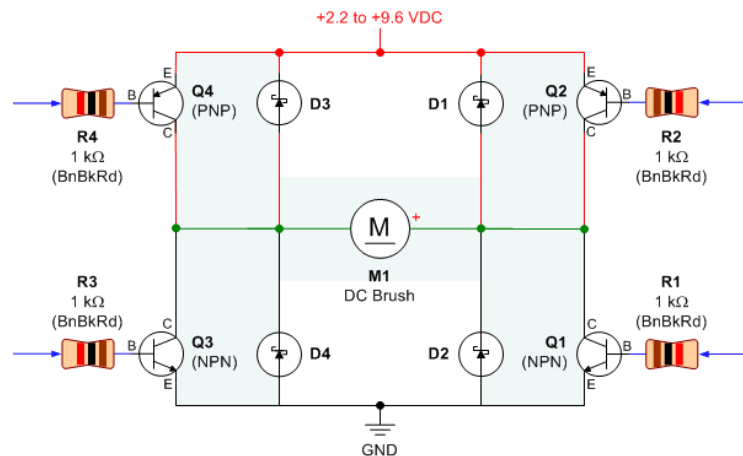 +2.2 to +9.6 VDC
E
Q4
(PNP)
B
C
R4
1 kΩ
(BnBkRd)
D3
D1
E
Q2
(PNP)
B
C
R2
1 kΩ
(BnBkRd)
M
+
M1
DC Brush
R3
1 kΩ
(BnBkRd)
C
B
Q3
(NPN)
E
D4
D2
C
Q1
(NPN)
B
E
R1
1 kΩ
(BnBkRd)
GND